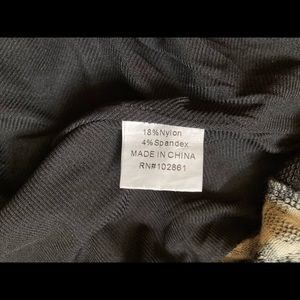 18%Nylon
4%Spandex
MADE IN CHINA
RN#102861